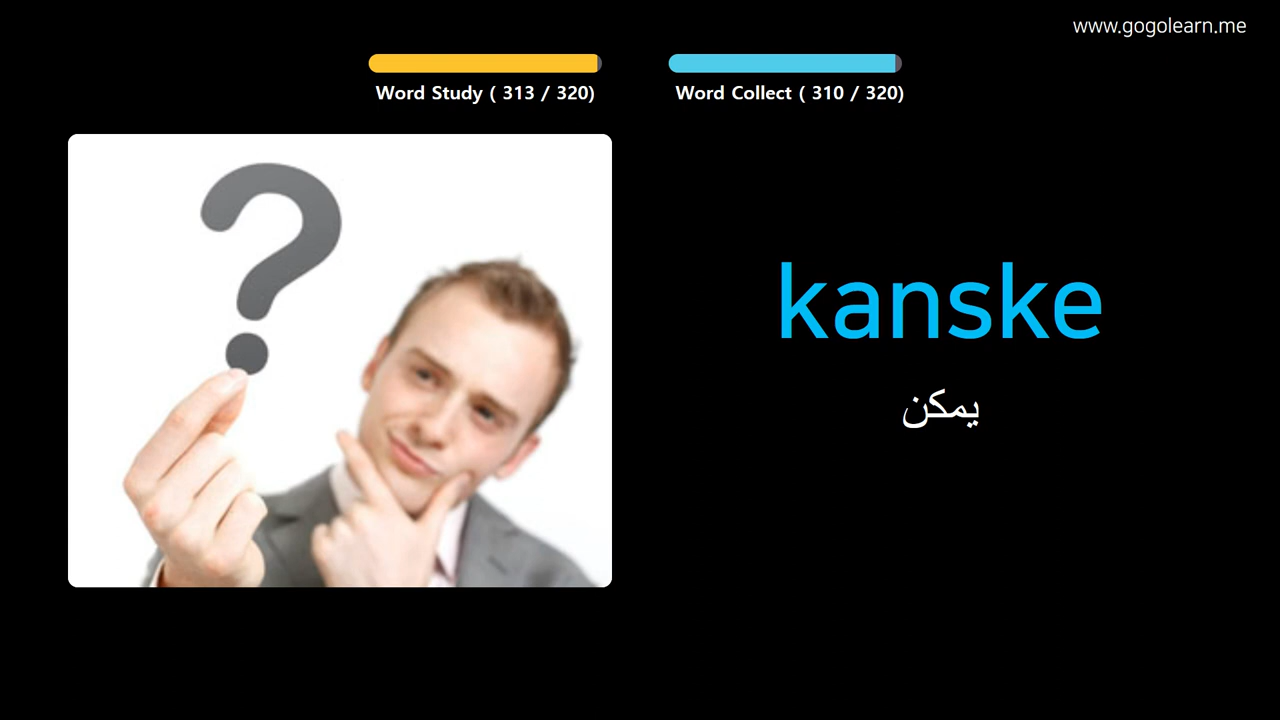 www.gogolearn.me
Word Study ( 313 / 320)
Word Collect ( 310 / 320)
?
kanske
يمكن